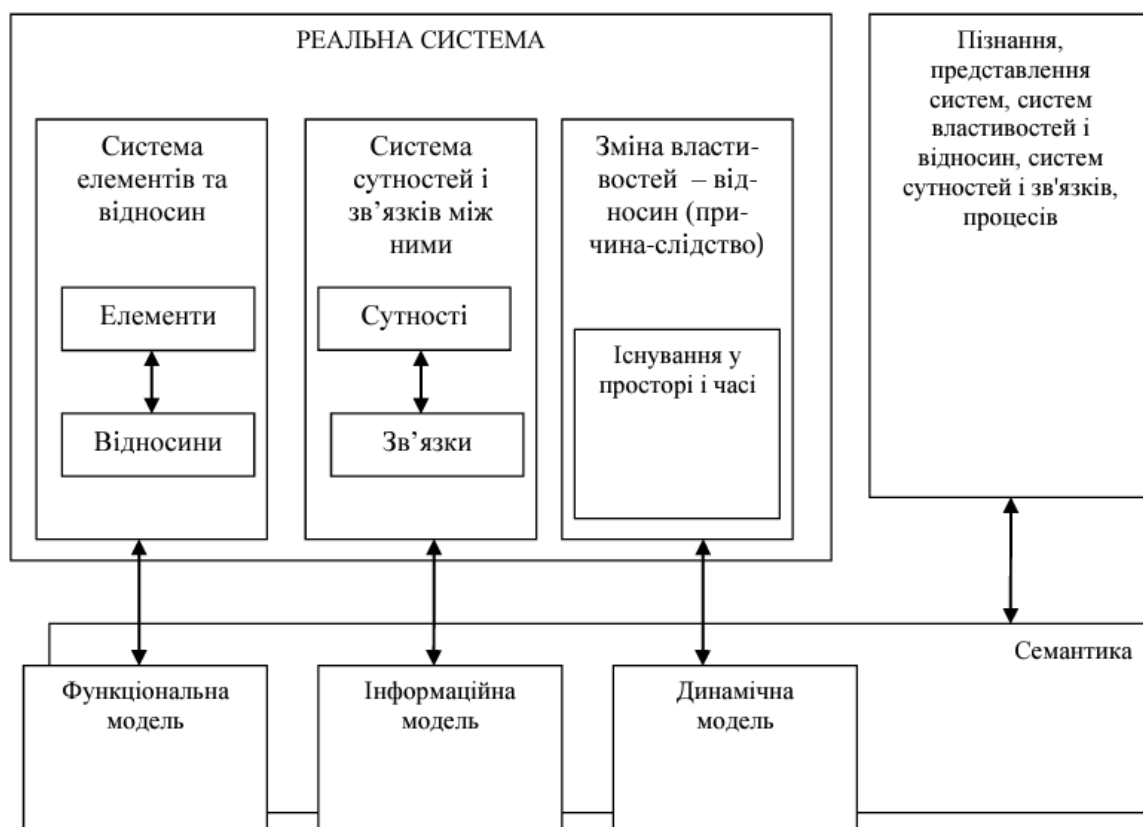 РЕАЛЬНА СИСТЕМА
Система
елементів та
відносин
Елементи
Відносини
Система
сутностей і
зв’язків між
ними
Сутності
Зв’язки
Зміна власти-
востей – від-
носин (при-
чина-слідство)
Існування у
просторі і часі
Пізнання,
представлення
систем, систем
властивостей і
відносин, систем
сутностей і зв'язків,
процесів
Семантика
Функціональна
модель
Інформаційна
модель
Динамічна
модель